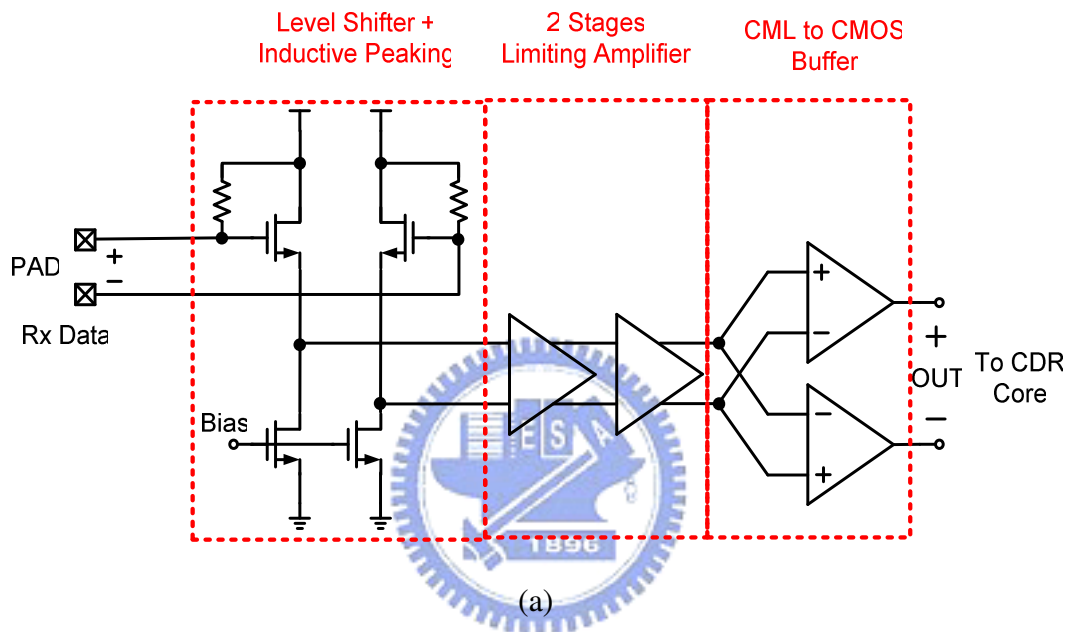 Level Shifter +
Inductive Peaking
2 Stages
Limiting Amplifier
CML to CMOS
Buffer
PAD
+
−
Rx Data
Bias
+
−
−
+
+
OUT
−
To CDR
Core
E S A
1896
(a)